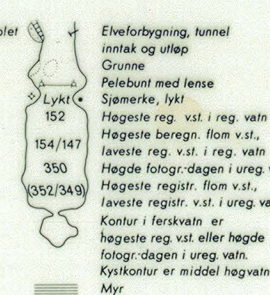 olet
Elveforbygning, tunnel
inntak og utløp
Grunne
Pelebunt med lense
Lykt
Sjømerke, lykt
152
Høgeste reg. v.st. i reg. vatn
154/147
Høgeste beregn. flom v.st.,
laveste reg. v.st. i reg. vatn
350
Høgde fotogr.-dagen i ureg. v
(352/349)
Høgeste registr. flom v.st.,
laveste registr. v.st. i ureg. va
Kontur i ferskvatn er
høgeste reg. v.st. eller høgde
fotogr.-dagen i ureg. vatn.
Kystkontur er middel høgvatn
Myr